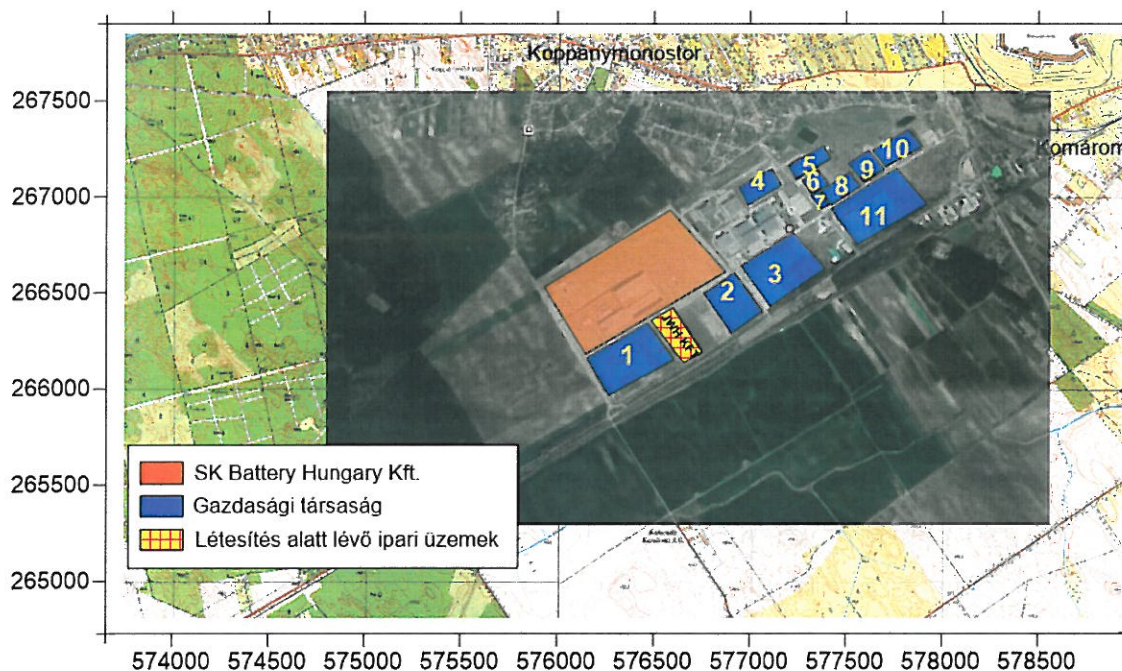 Koppánymonostor
Komárom
267500
267000
266500
266000
265500
265000
10
5
9
4
6
8
7
11
3
2
1
JWH Kft.
SK Battery Hungary Kft.
Gazdasági társaság
Létesítés alatt lévő ipari üzemek
574000 574500 575000 575500 576000 576500 577000 577500 578000 578500